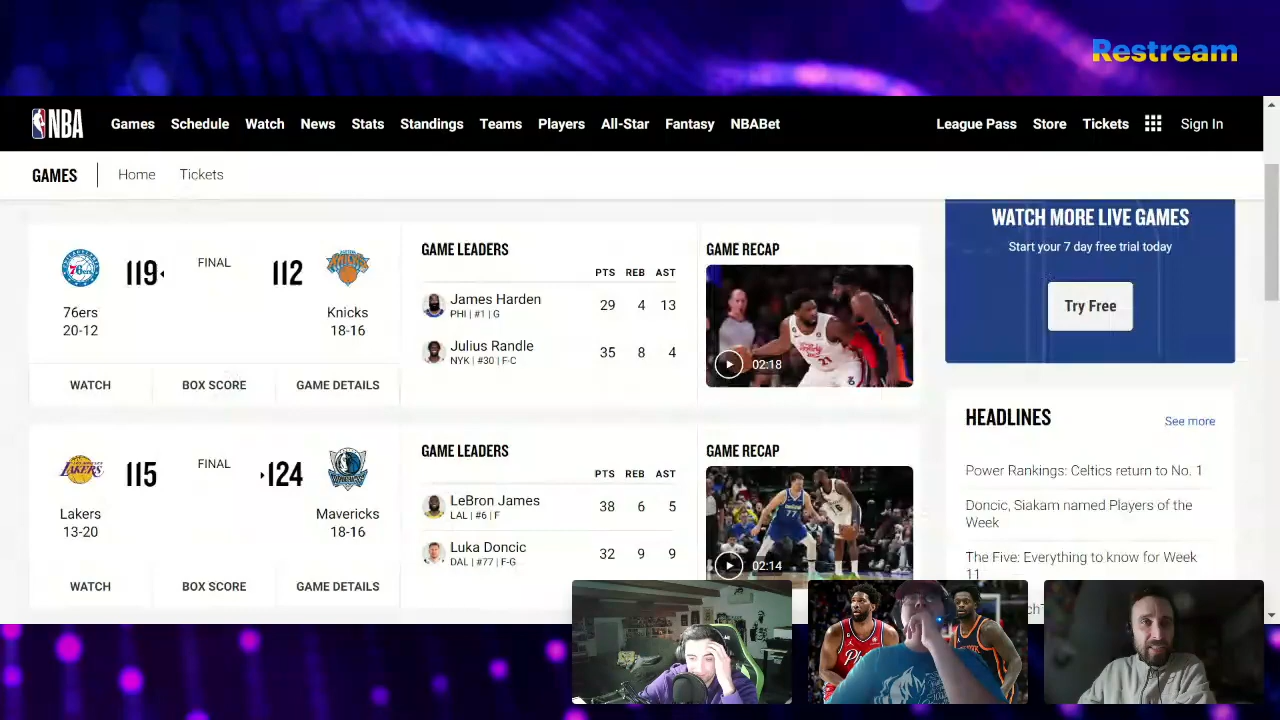 Restream
NBA
Games Schedule Watch News Stats Standings Teams Players All-Star Fantasy NBABet League Pass Store Tickets Sign In
GAMES Home Tickets
76ers
20-12
119
FINAL
112
Knicks
18-16
WATCH BOX SCORE GAME DETAILS
GAME LEADERS
PTS REB AST
James Harden 29 4 13
PHI | #1 | G
Julius Randle 35 8 4
NYK | #30 | F-C
GAME RECAP
02:18
LAKERS
Lakers
13-20
115
FINAL
124
Mavericks
18-16
WATCH BOX SCORE GAME DETAILS
GAME LEADERS
PTS REB AST
LeBron James 38 6 5
LAL | #6 | F
Luka Doncic 32 9 9
DAL | #77 | F-G
GAME RECAP
77
02:14
WATCH MORE LIVE GAMES
Start your 7 day free trial today
Try Free
HEADLINES See more
Power Rankings: Celtics return to No. 1
Doncic, Siakam named Players of the
Week
The Five: Everything to know for Week
11